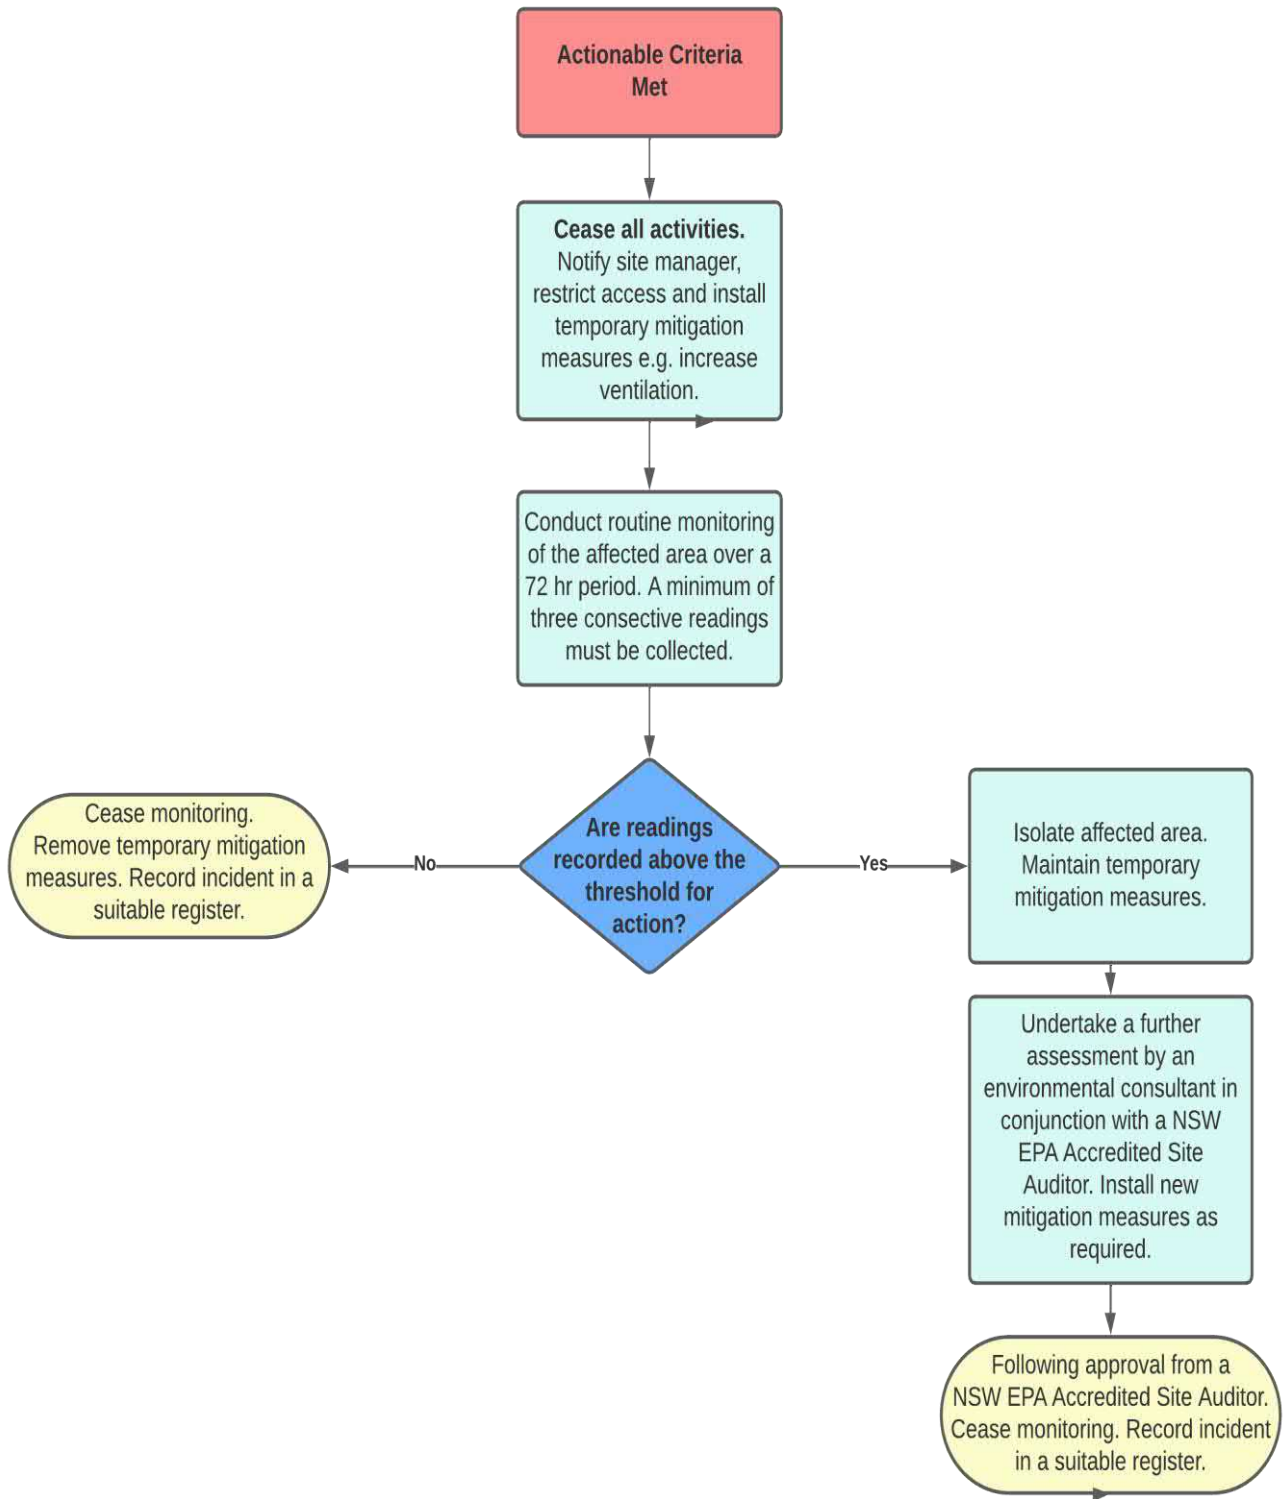 Actionable Criteria
Met
Cease all activities.
Notify site manager,
restrict access and install
temporary mitigation
measures e.g. increase
ventilation.
Conduct routine monitoring
of the affected area over a
72 hr period. A minimum of
three consective readings
must be collected.
Are readings
recorded above the
threshold for
action?
No
Cease monitoring.
Remove temporary mitigation
measures. Record incident in a
suitable register.
Yes
Isolate affected area.
Maintain temporary
mitigation measures.
Undertake a further
assessment by an
environmental consultant in
conjunction with a NSW
EPA Accredited Site
Auditor. Install new
mitigation measures as
required.
Following approval from a
NSW EPA Accredited Site Auditor.
Cease monitoring. Record incident
in a suitable register.